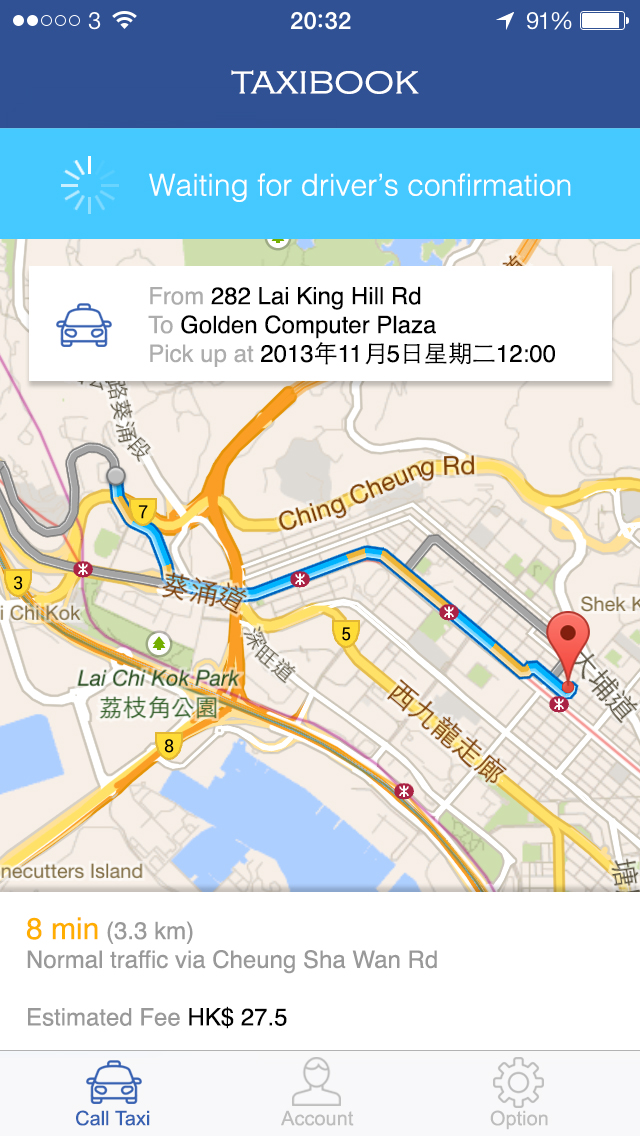 3 20:32 91%
TAXIBOOK
Waiting for driver's confirmation
From 282 Lai King Hill Rd
To Golden Computer Plaza
Pick up at 2013年11月5日星期二12:00
路葵涌段
Ching Cheung Rd
7
3
葵涌道
i Chi Kok
Shek K
5
深旺道
大埔道
Lai Chi Kok Park
荔枝角公園
西九龍走廊
8
necutters Island
塘
8 min (3.3 km)
Normal traffic via Cheung Sha Wan Rd
Estimated Fee HK$ 27.5
Call Taxi
Account
Option